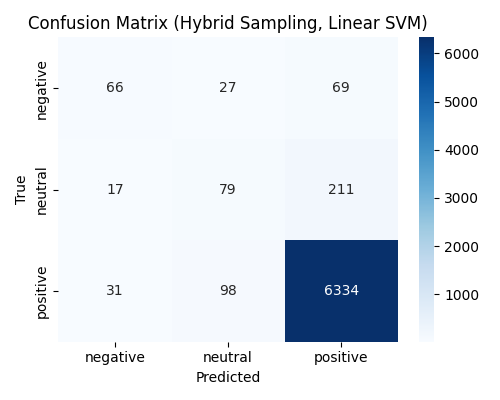 Confusion Matrix (Hybrid Sampling, Linear SVM)
negative 66 27 69
neutral 17 79 211
positive 31 98 6334
negative neutral positive
True
Predicted
6000
5000
4000
3000
2000
1000